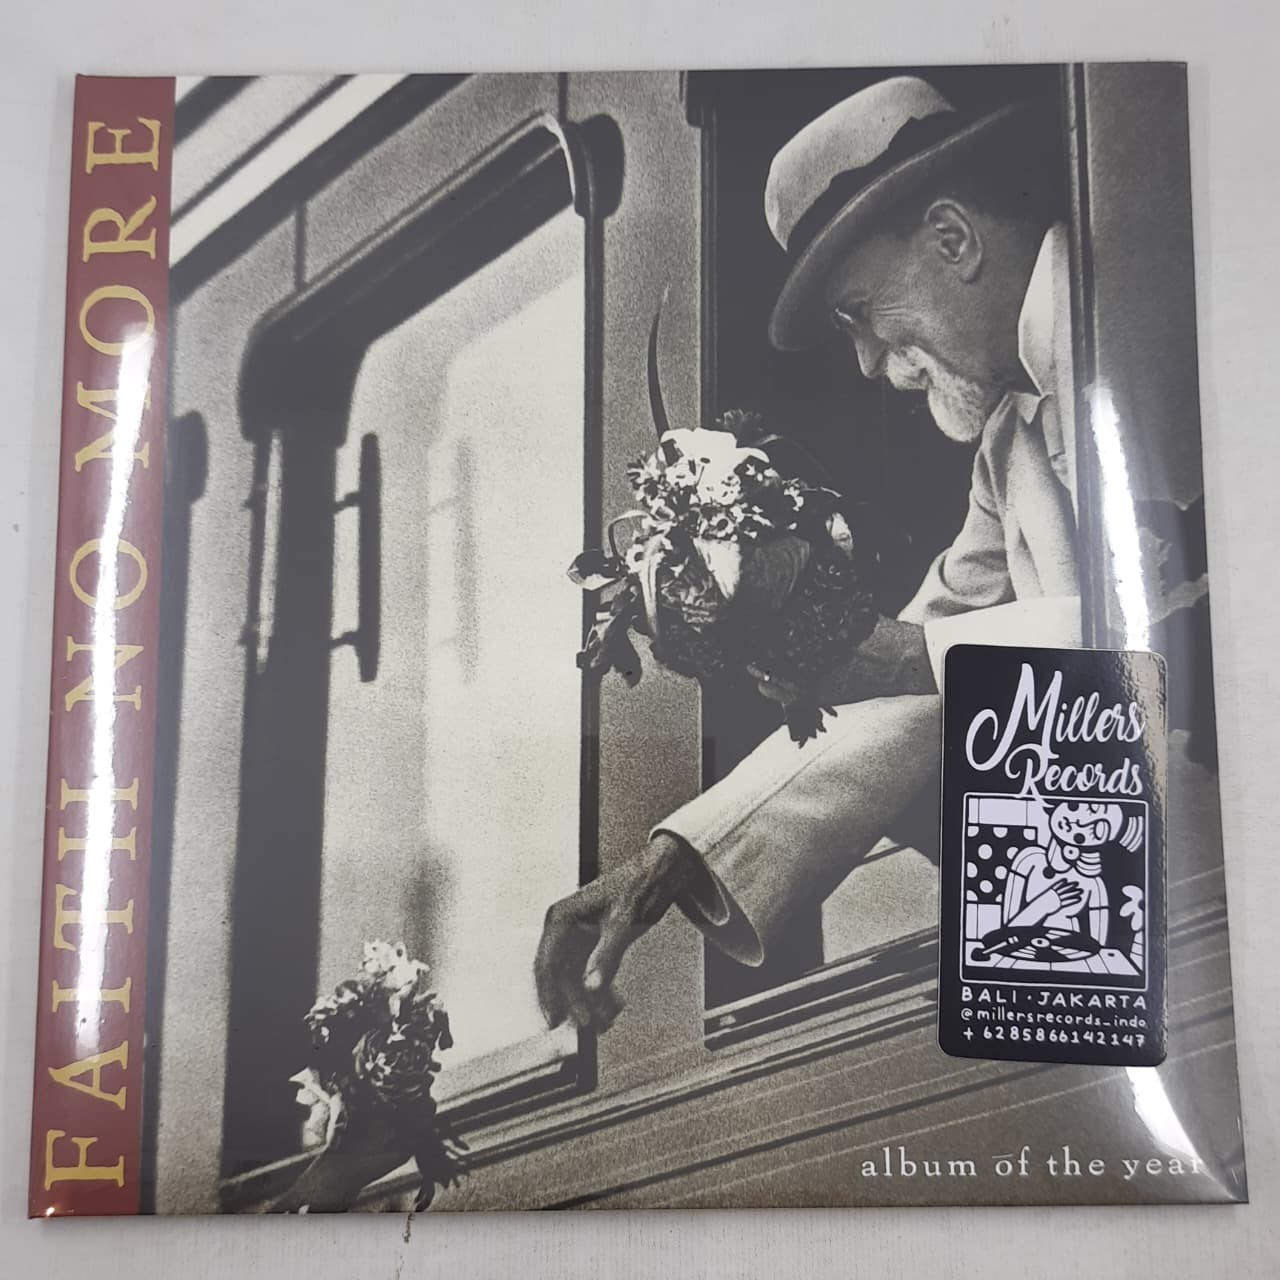 FAITH NO MORE
Millers
Records
BALI · JAKARTA
@millersrecords_indo
+ 6285866142147
album of the year